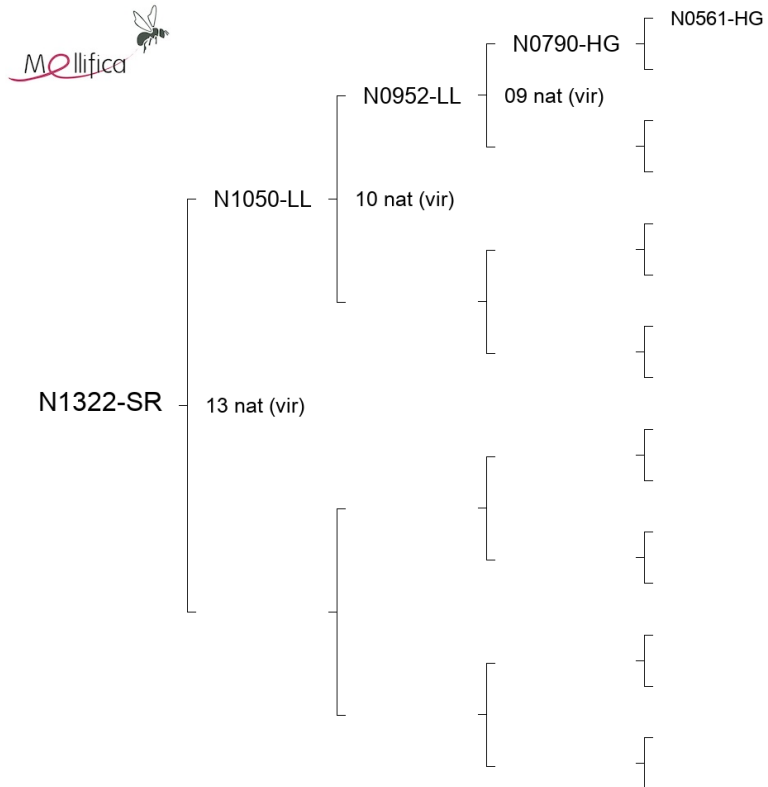 Mellifica
N0561-HG
N0790-HG
N0952-LL
09 nat (vir)
N1050-LL
10 nat (vir)
N1322-SR
13 nat (vir)